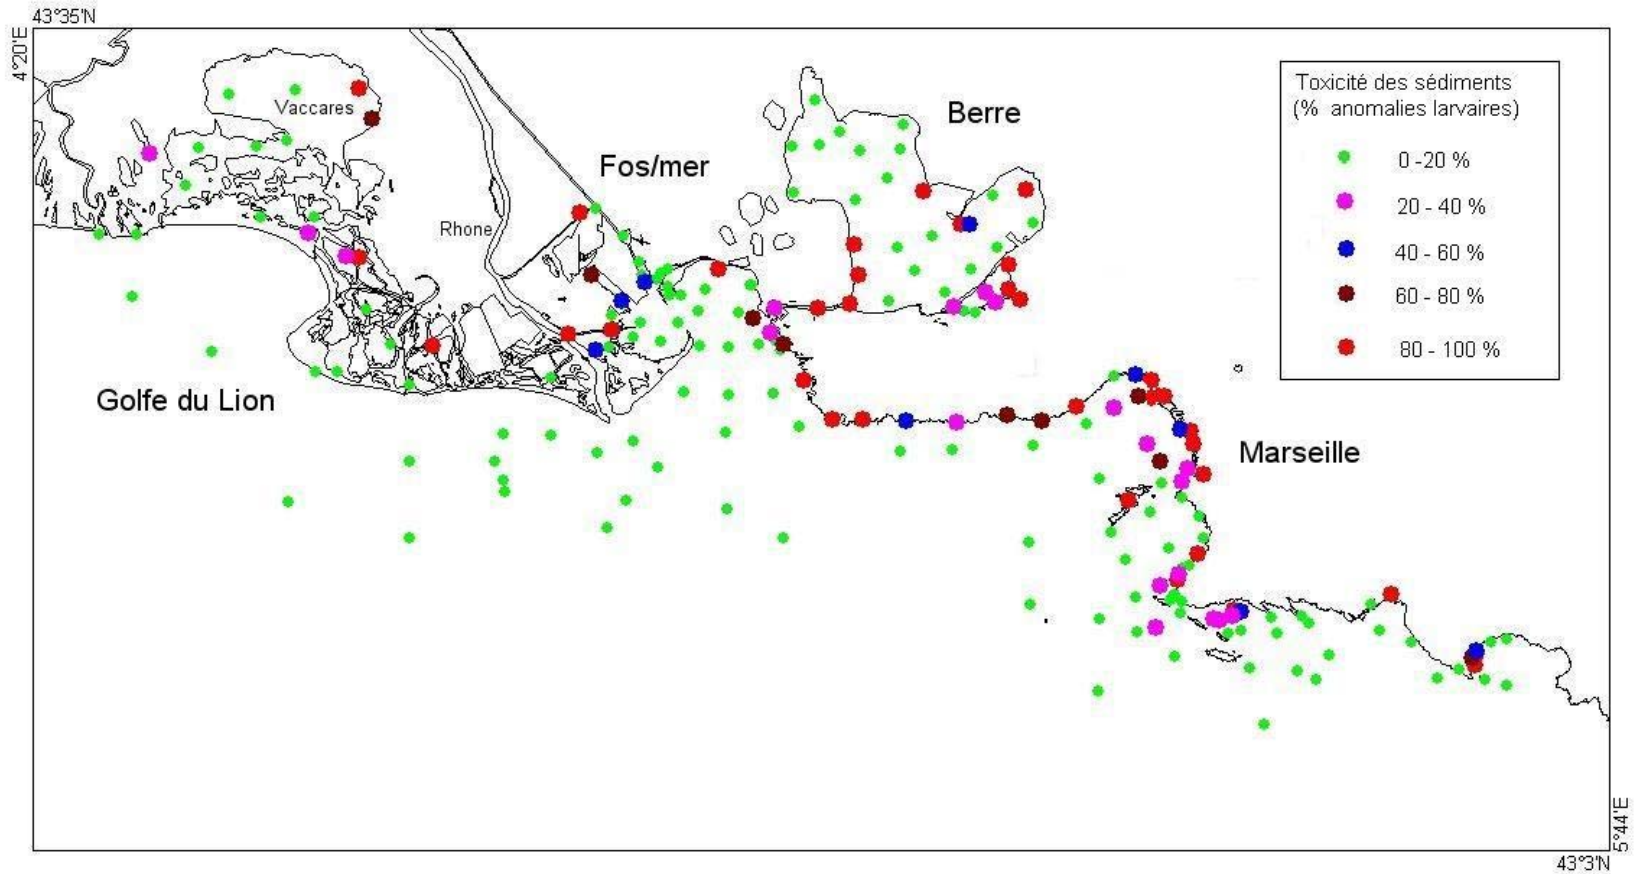 43°35'N
4°20'E
Toxicité des sédiments
(% anomalies larvaires)
0 -20 %
20 - 40 %
40 - 60 %
60 - 80 %
80 - 100 %
Vaccares
Berre
Fos/mer
Rhone
Golfe du Lion
Marseille
5°44'E
43°3'N